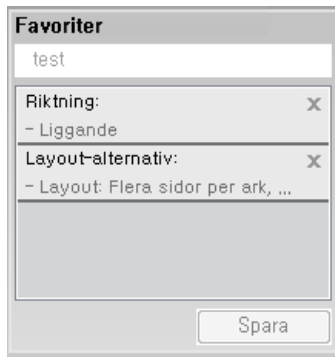 Favoriter
test
Riktning: x
- Liggande
Layout-alternativ: x
- Layout: Flera sidor per ark, ...
Spara